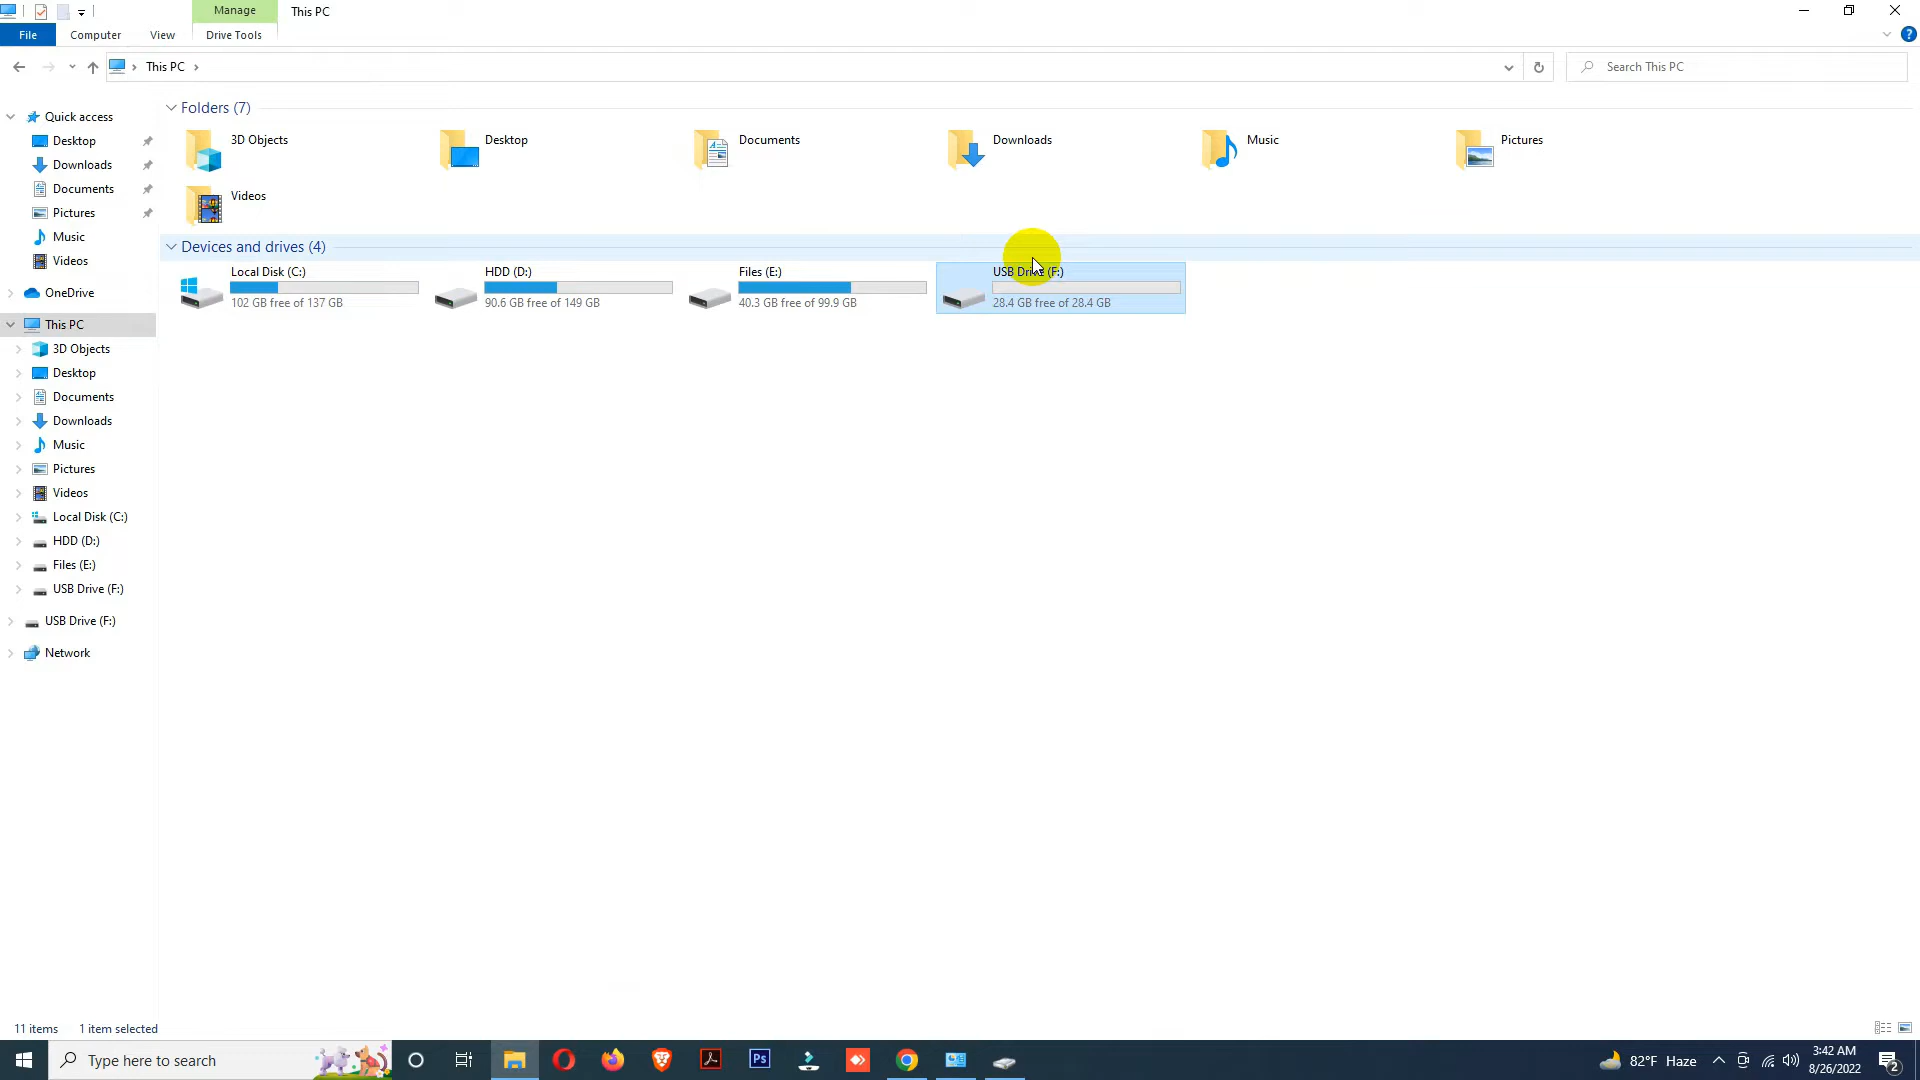 Manage
This PC
File
Computer
View
Drive Tools
This PC
Search This PC
Quick access
Desktop
Downloads
Documents
Pictures
Music
Videos
OneDrive
This PC
3D Objects
Desktop
Documents
Downloads
Music
Pictures
Videos
Local Disk (C:)
HDD (D:)
Files (E:)
USB Drive (F:)
USB Drive (F:)
Network
Folders (7)
3D Objects
Desktop
Documents
Downloads
Music
Pictures
Videos
Devices and drives (4)
Local Disk (C:)
102 GB free of 137 GB
HDD (D:)
90.6 GB free of 149 GB
Files (E:)
40.3 GB free of 99.9 GB
USB Drive (F:)
28.4 GB free of 28.4 GB
11 items
1 item selected
Type here to search
Ps
82°F Haze
3:42 AM
8/26/2022
2